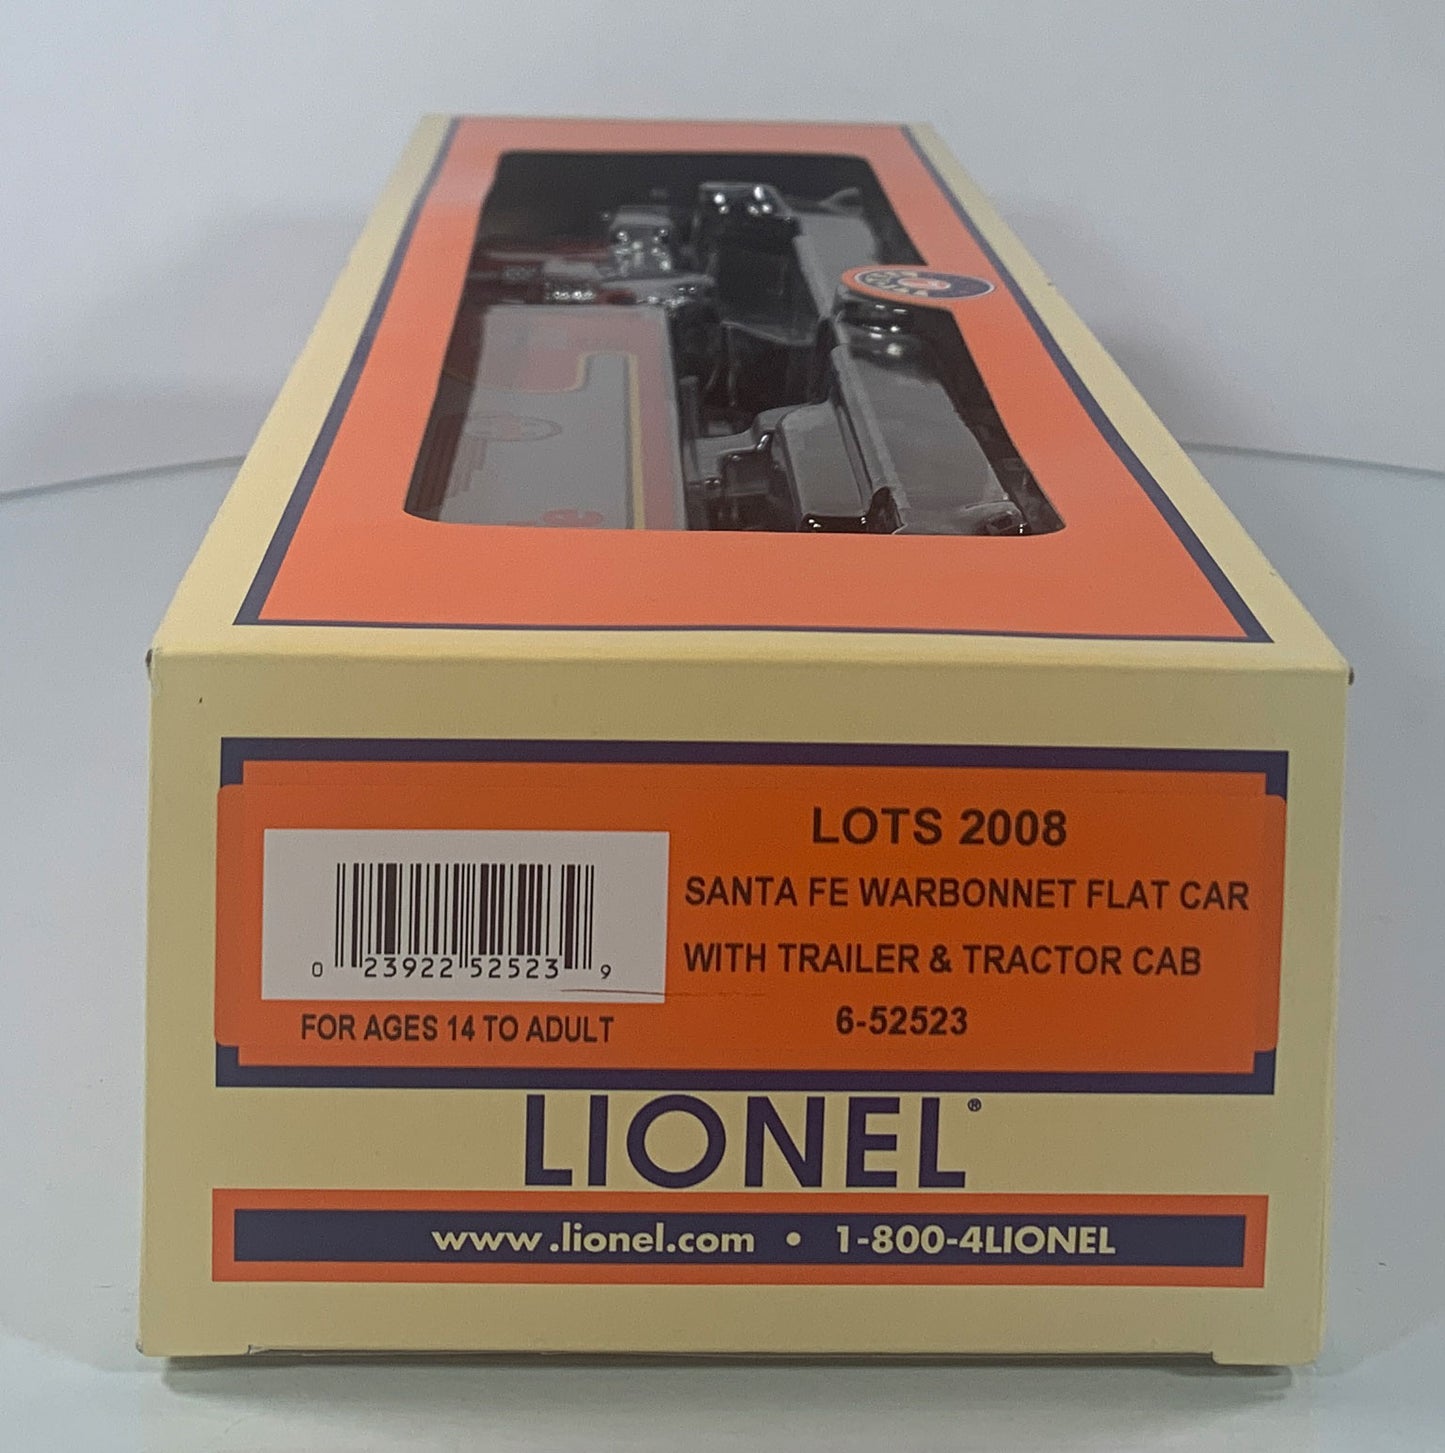 LOTS 2008
SANTA FE WARBONNET FLAT CAR
WITH TRAILER & TRACTOR CAB
6-52523
0 23922 52523 9
FOR AGES 14 TO ADULT
LIONEL®
www.lionel.com • 1-800-4LIONEL